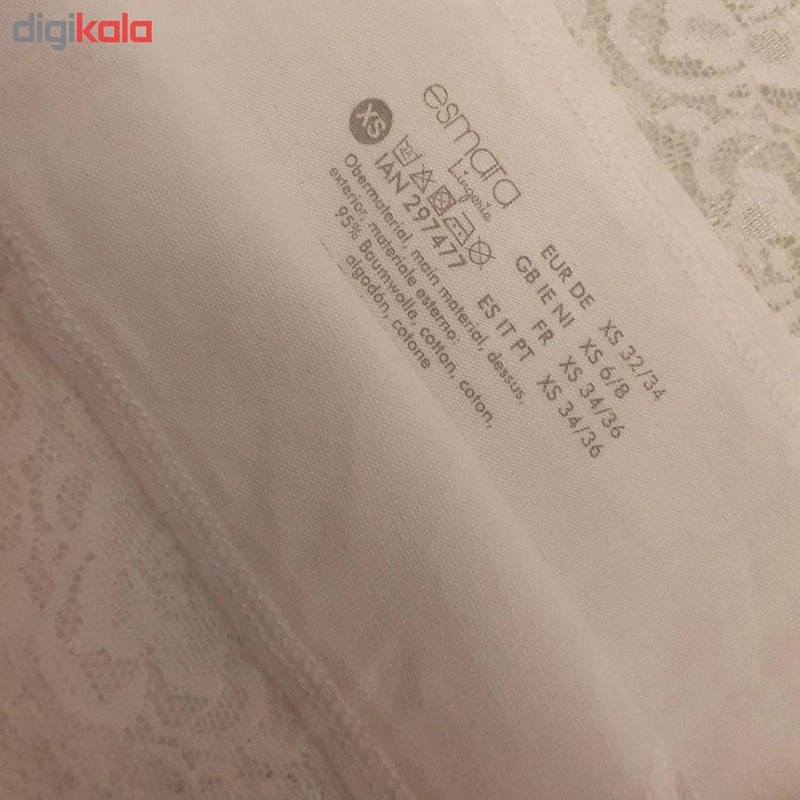 digikala
esmara
Lingerie
XS
IAN 297477
Obermaterial, main material, dessus,
exterior, materiale esterno:
95% Baumwolle, cotton, coton,
algodón, cotone
EUR DE XS 32/34
GB IE NI XS 6/8
FR XS 34/36
ES IT PT XS 34/36